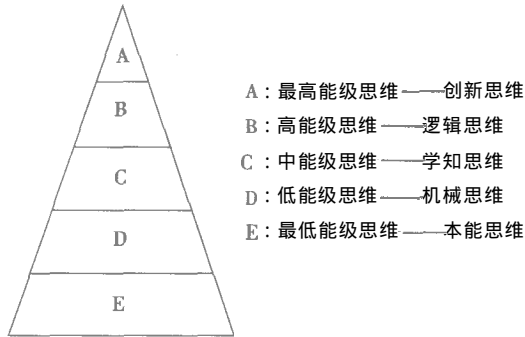 A
B
C
D
E
A：最高能级思维——创新思维
B：高能级思维——逻辑思维
C：中能级思维——学知思维
D：低能级思维——机械思维
E：最低能级思维——本能思维